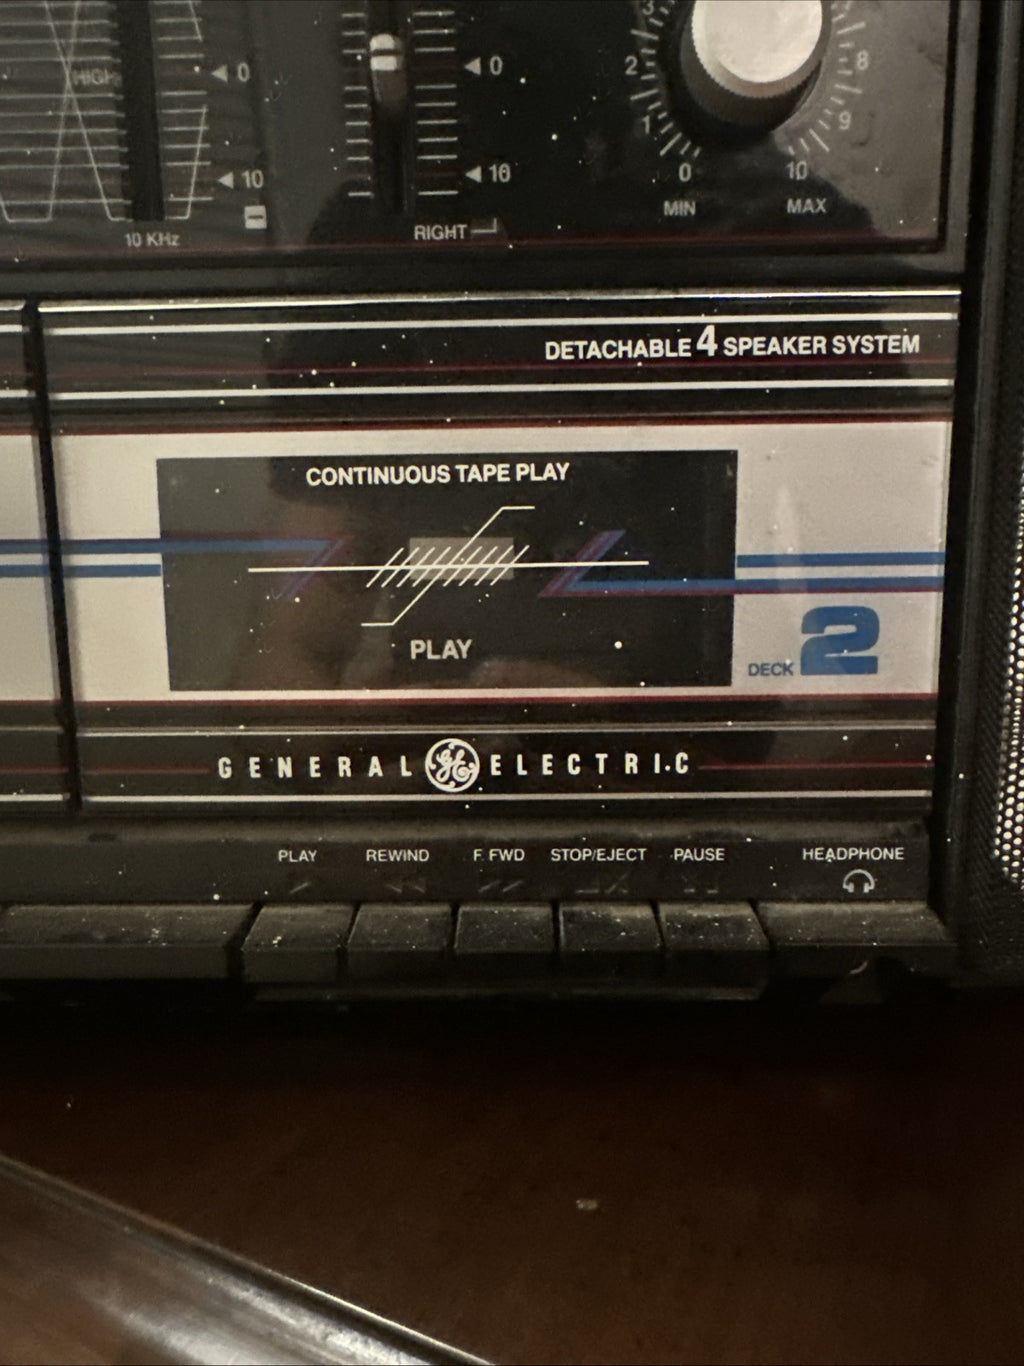 HIGH
0
10
10 KHz
0
10
RIGHT
3
2
1
0
8
9
10
MIN
MAX
DETACHABLE 4 SPEAKER SYSTEM
CONTINUOUS TAPE PLAY
PLAY
DECK 2
GENERAL GE ELECTRIC
PLAY
REWIND
F. FWD
STOP/EJECT
PAUSE
HEADPHONE